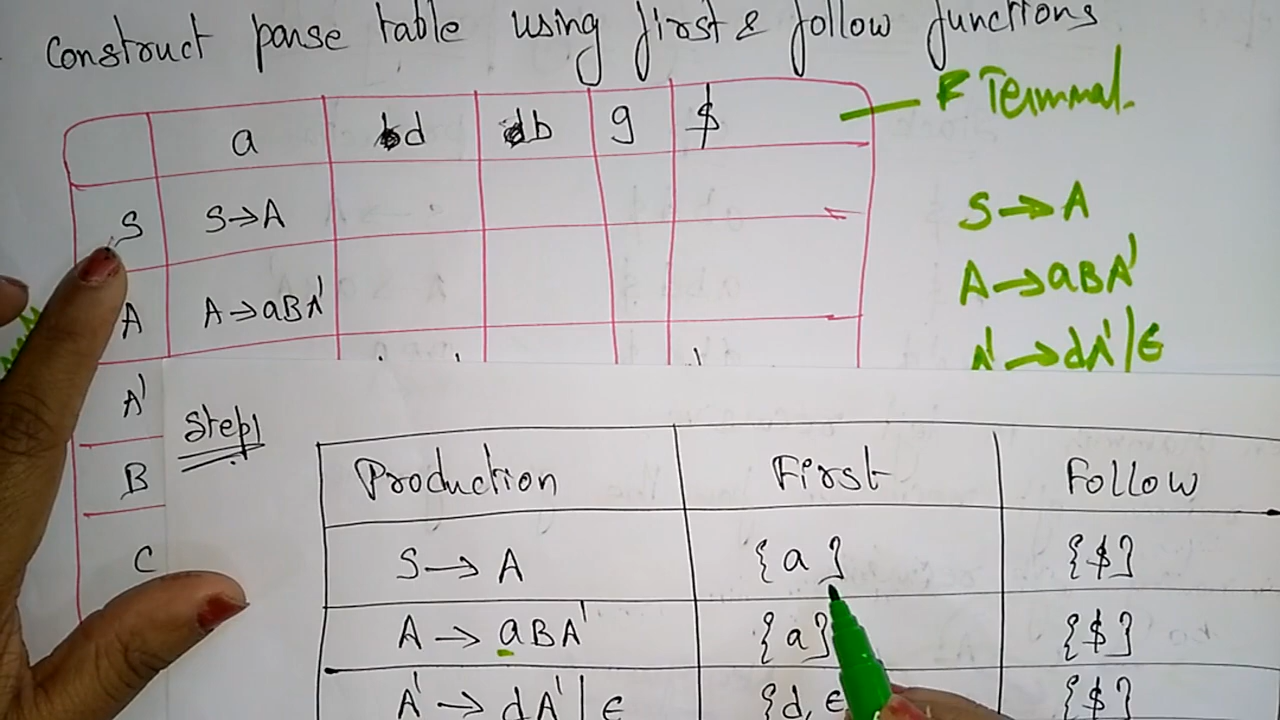 construct parse table using first & follow functions
a d b g $
Terminal.
S S→A
S→A
A A→aBA'
A→aBA'
A'→dA'/ε
A'
B
C
Step1
Production First Follow
S→A {a} {$}
A→aBA' {a} {$}
A'→dA'/ε {d, ε {$}